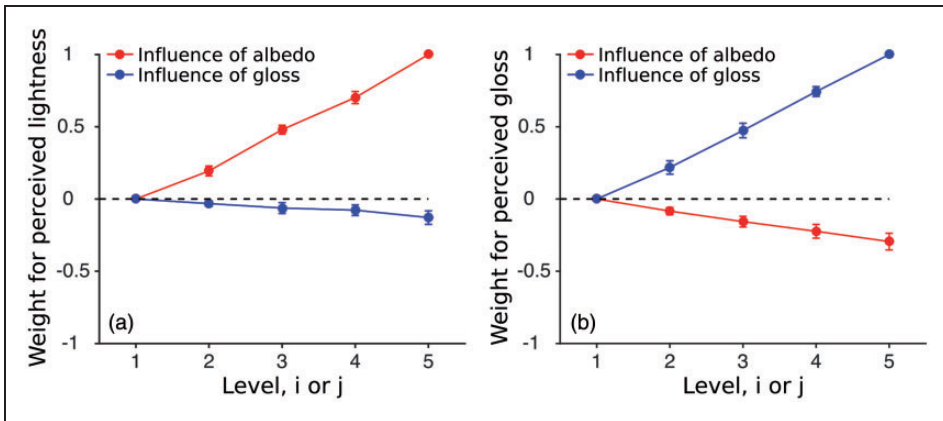 Weight for perceived lightness
1
0.5
0
-0.5
-1
Influence of albedo
Influence of gloss
(a)
1 2 3 4 5
Level, i or j
Weight for perceived gloss
1
0.5
0
-0.5
-1
Influence of albedo
Influence of gloss
(b)
1 2 3 4 5
Level, i or j